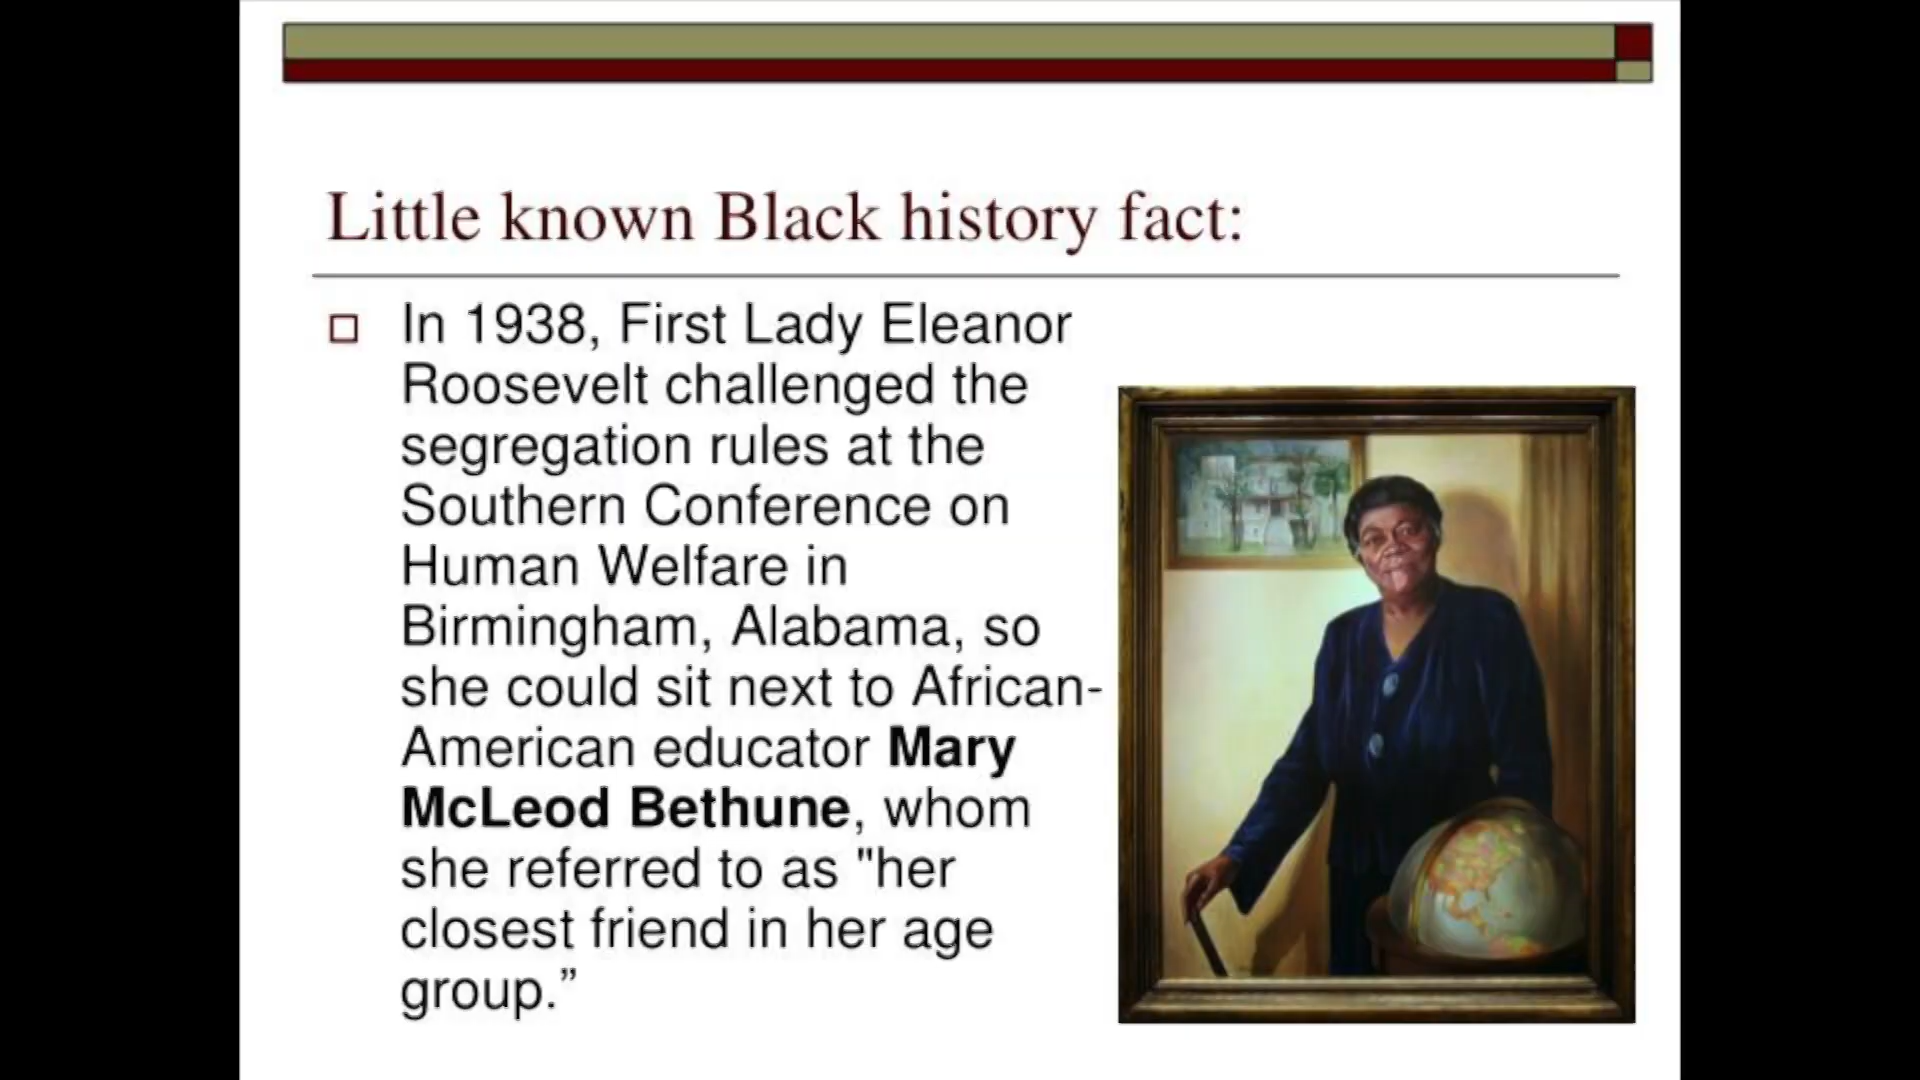 Little known Black history fact:
In 1938, First Lady Eleanor
Roosevelt challenged the
segregation rules at the
Southern Conference on
Human Welfare in
Birmingham, Alabama, so
she could sit next to African-
American educator Mary
McLeod Bethune, whom
she referred to as "her
closest friend in her age
group.”